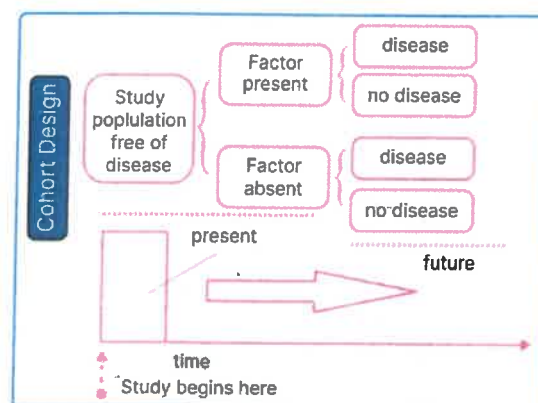 Cohort Design
Study
poplulation
free of
disease
Factor
present
Factor
absent
disease
no disease
disease
no disease
present
future
time
Study begins here